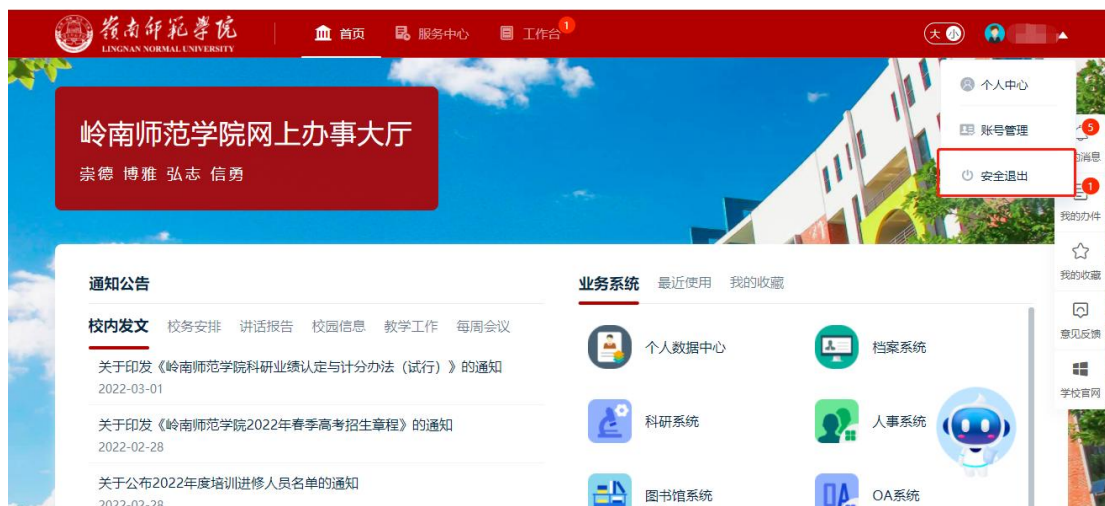 嶺南师范学院
LINGNAN NORMAL UNIVERSITY
首页
服务中心
工作台
1
大 小
个人中心
账号管理
安全退出
5
消息
1
我的办件
我的收藏
意见反馈
学校官网
岭南师范学院网上办事大厅
崇德 博雅 弘志 信勇
通知公告
校内发文 校务安排 讲话报告 校园信息 教学工作 每周会议
关于印发《岭南师范学院科研业绩认定与计分办法（试行）》的通知
2022-03-01
关于印发《岭南师范学院2022年春季高考招生章程》的通知
2022-02-28
关于公布2022年度培训进修人员名单的通知
2022-02-28
业务系统 最近使用 我的收藏
个人数据中心
档案系统
科研系统
人事系统
图书馆系统
OA系统